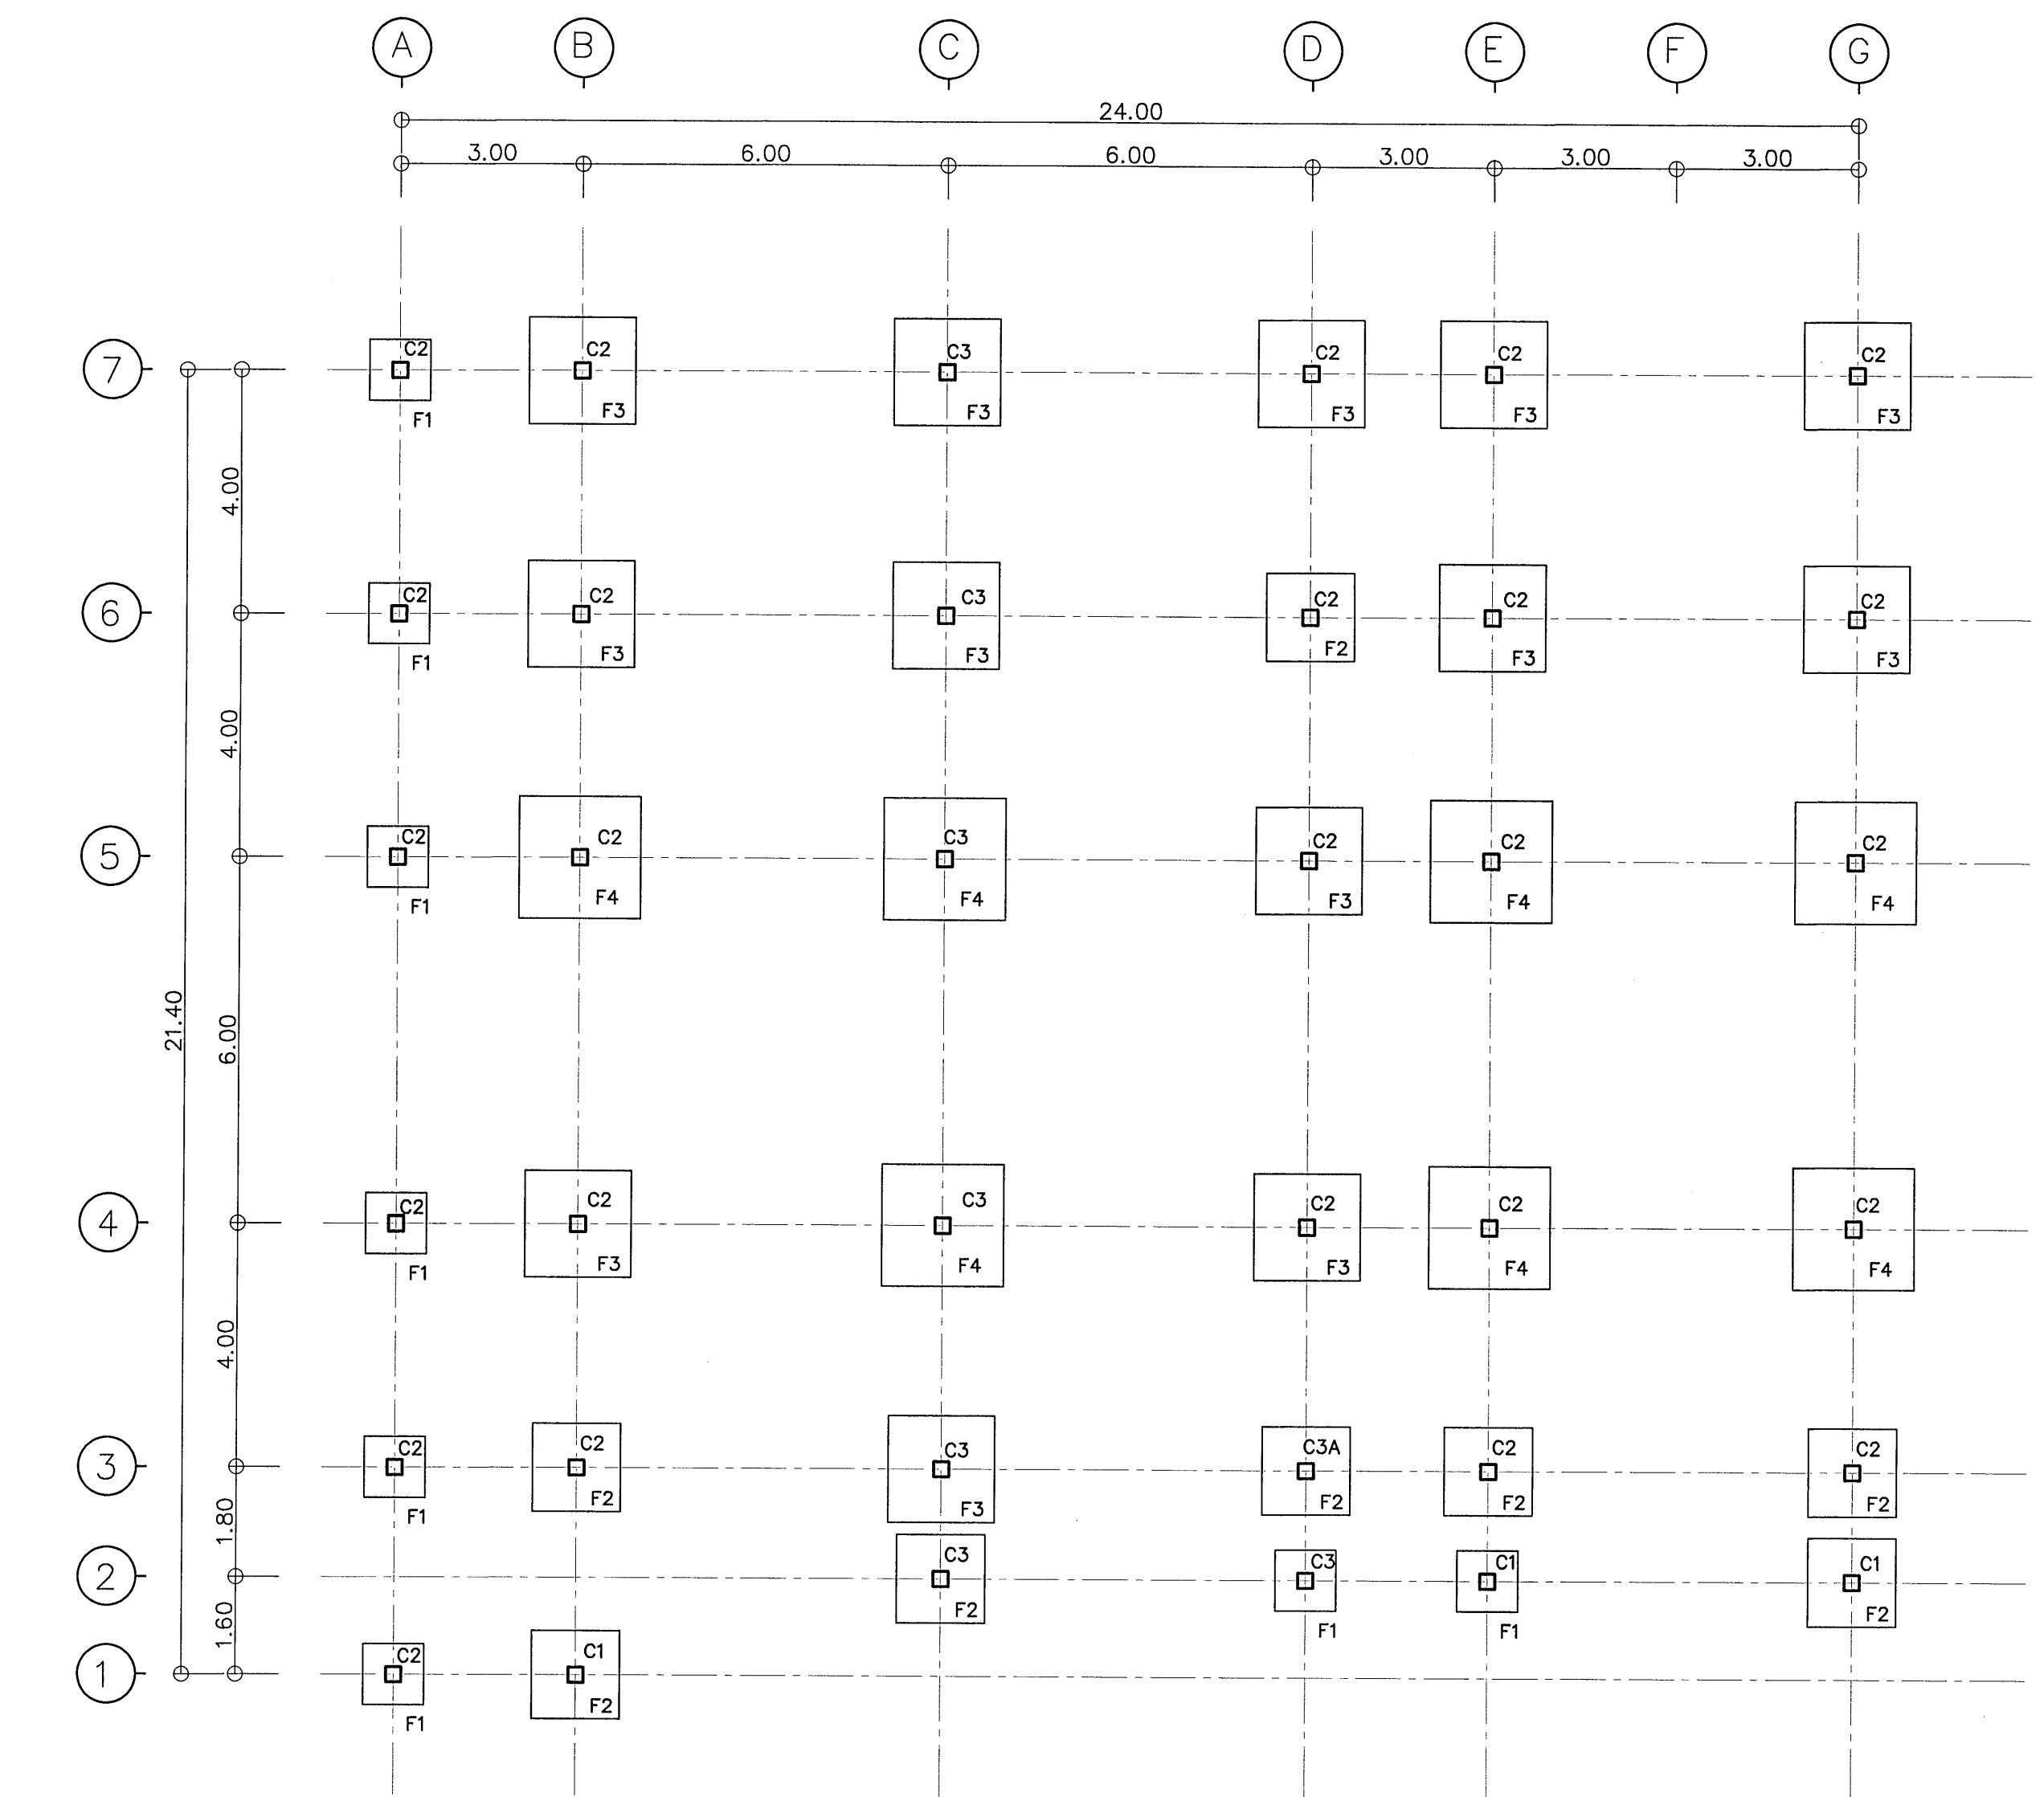 A B C D E F G
24.00
3.00 6.00 6.00 3.00 3.00 3.00
7 C2 C2 C3 C2 C2 C2
F1 F3 F3 F3 F3 F3
4.00
6 C2 C2 C3 C2 C2 C2
F1 F3 F3 F2 F3 F3
4.00
5 C2 C2 C3 C2 C2 C2
F1 F4 F4 F3 F4 F4
21.40 6.00
4 C2 C2 C3 C2 C2 C2
F1 F3 F4 F3 F4 F4
4.00
3 C2 C2 C3 C3A C2 C2
F1 F2 F3 F2 F2 F2
1.80
2 C3 C3 C1 C1
F2 F1 F1 F2
1.60
1 C2 C1
F1 F2